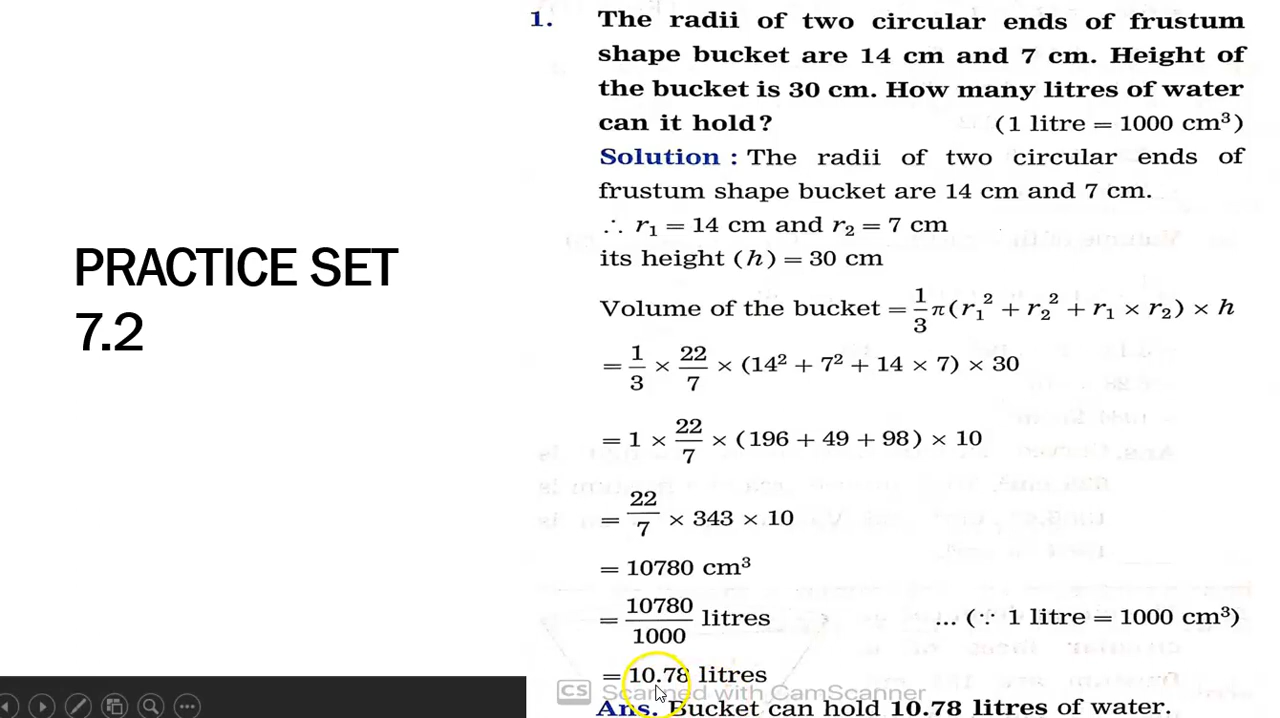 PRACTICE SET
7.2
1. The radii of two circular ends of frustum
shape bucket are 14 cm and 7 cm. Height of
the bucket is 30 cm. How many litres of water
can it hold? (1 litre = 1000 cm³)
Solution : The radii of two circular ends of
frustum shape bucket are 14 cm and 7 cm.
∴ r₁ = 14 cm and r₂ = 7 cm
its height (h) = 30 cm
Volume of the bucket = 1/3 π(r₁² + r₂² + r₁ × r₂) × h
= 1/3 × 22/7 × (14² + 7² + 14 × 7) × 30
= 1 × 22/7 × (196 + 49 + 98) × 10
= 22/7 × 343 × 10
= 10780 cm³
= 10780/1000 litres ... (∵ 1 litre = 1000 cm³)
= 10.78 litres
CS Scanned with CamScanner
Ans. Bucket can hold 10.78 litres of water.